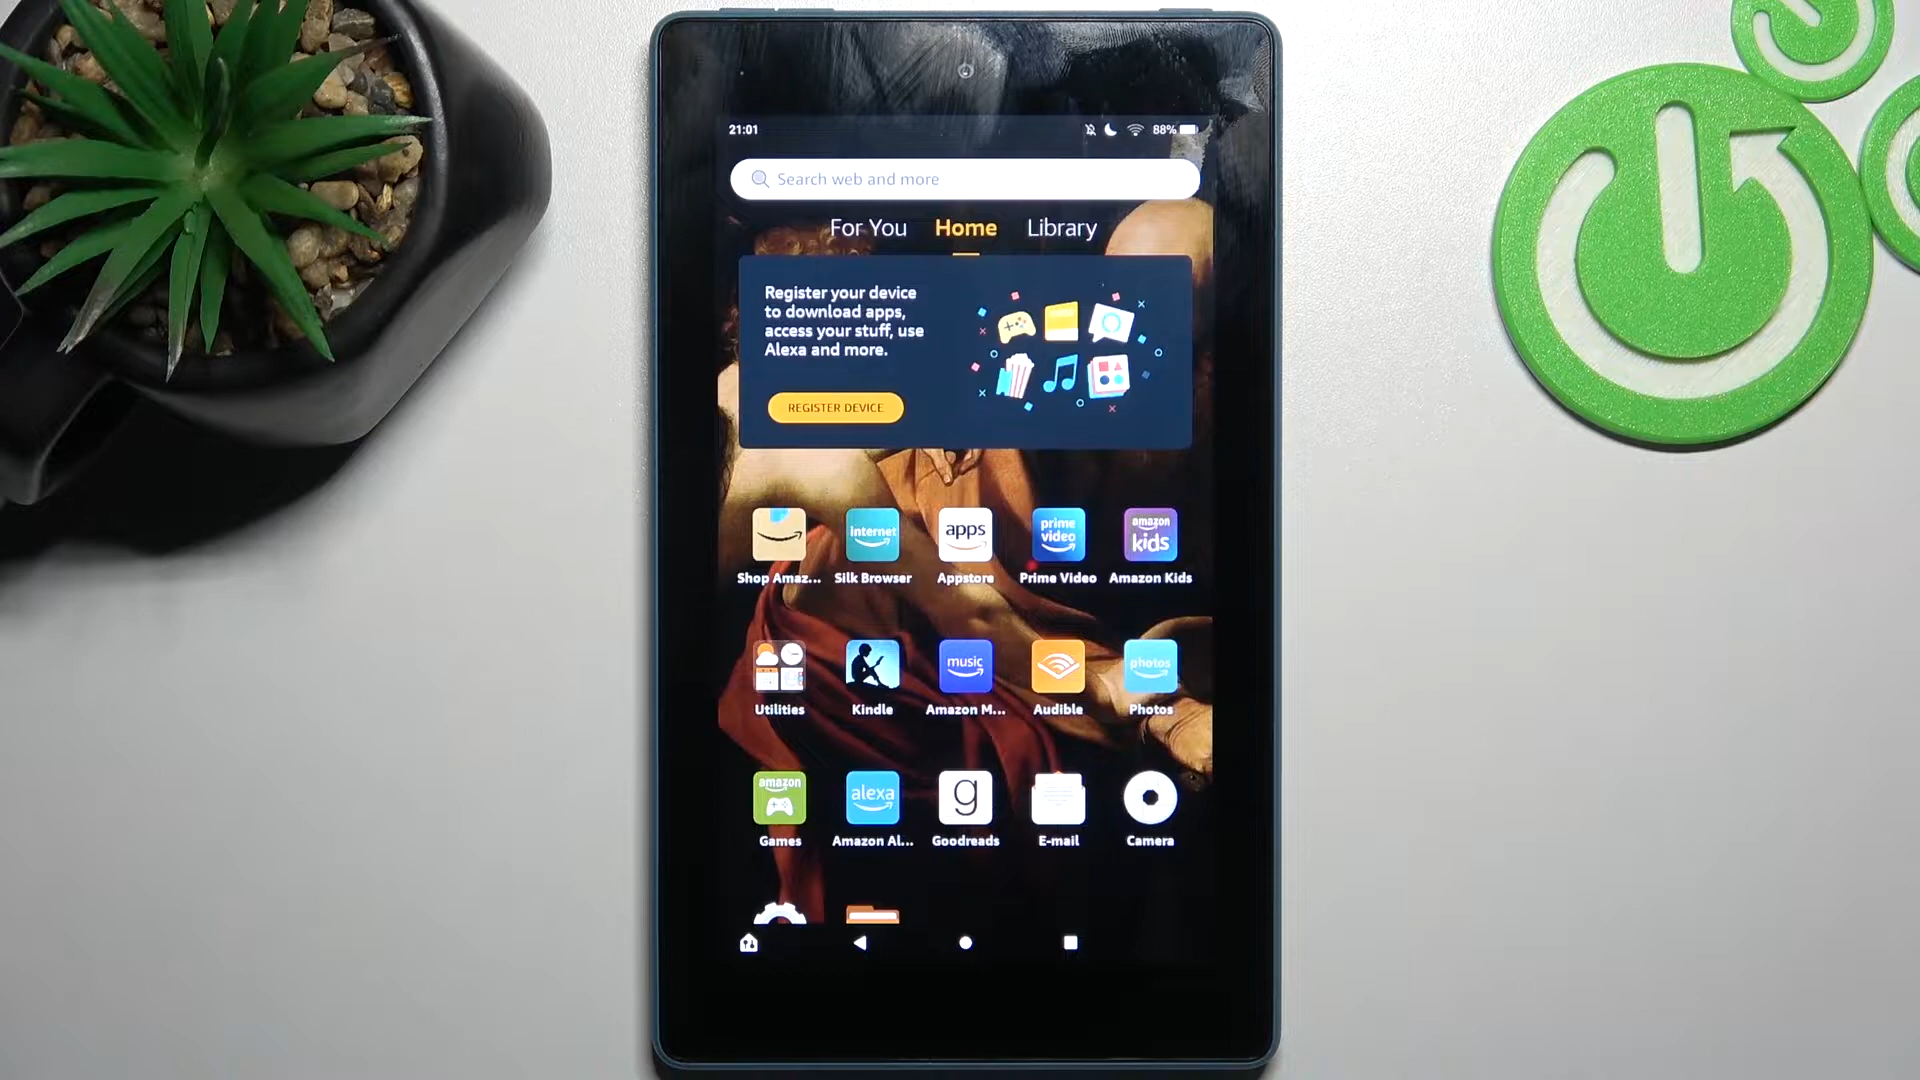 21:01 88%
Search web and more
For You Home Library
Register your device
to download apps,
access your stuff, use
Alexa and more.
REGISTER DEVICE
internet apps prime video amazon kids
Shop Amaz... Silk Browser Appstore Prime Video Amazon Kids
music photos
Utilities Kindle Amazon M... Audible Photos
amazon alexa g
Games Amazon Al... Goodreads E-mail Camera